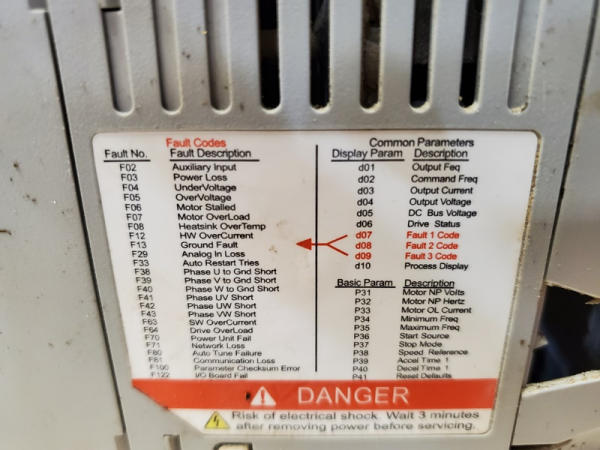 Fault Codes
Fault No. Fault Description
F02 Auxiliary Input
F03 Power Loss
F04 UnderVoltage
F05 OverVoltage
F06 Motor Stalled
F07 Motor OverLoad
F08 Heatsink OverTemp
F12 HW OverCurrent
F13 Ground Fault
F29 Analog In Loss
F33 Auto Restart Tries
F38 Phase U to Gnd Short
F39 Phase V to Gnd Short
F40 Phase W to Gnd Short
F41 Phase UV Short
F42 Phase UW Short
F43 Phase VW Short
F63 SW OverCurrent
F64 Drive OverLoad
F70 Power Unit Fail
F71 Network Loss
F80 Auto Tune Failure
F81 Communication Loss
F100 Parameter Checksum Error
F122 I/O Board Fail
Common Parameters
Display Param Description
d01 Output Feq
d02 Command Freq
d03 Output Current
d04 Output Voltage
d05 DC Bus Voltage
d06 Drive Status
d07 Fault 1 Code
d08 Fault 2 Code
d09 Fault 3 Code
d10 Process Display
Basic Param Description
P31 Motor NP Volts
P32 Motor NP Hertz
P33 Motor OL Current
P34 Minimum Freq
P35 Maximum Freq
P36 Start Source
P37 Stop Mode
P38 Speed Reference
P39 Accel Time 1
P40 Decel Time 1
P41 Reset Defaults
DANGER
Risk of electrical shock. Wait 3 minutes
after removing power before servicing.